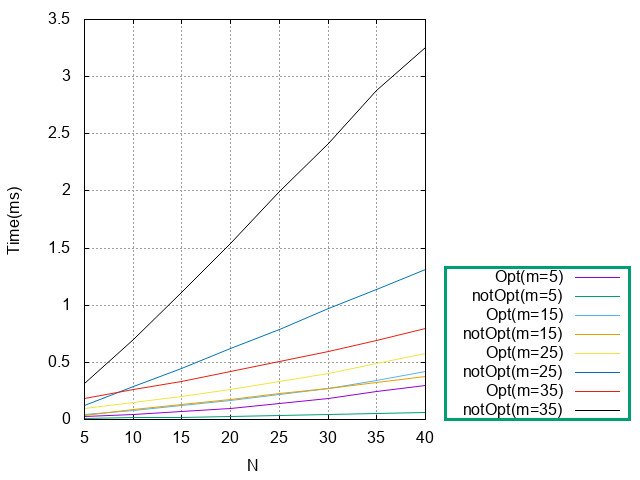 3.5
3
2.5
2
1.5
1
0.5
0
5 10 15 20 25 30 35 40
Time(ms)
N
Opt(m=5)
notOpt(m=5)
Opt(m=15)
notOpt(m=15)
Opt(m=25)
notOpt(m=25)
Opt(m=35)
notOpt(m=35)